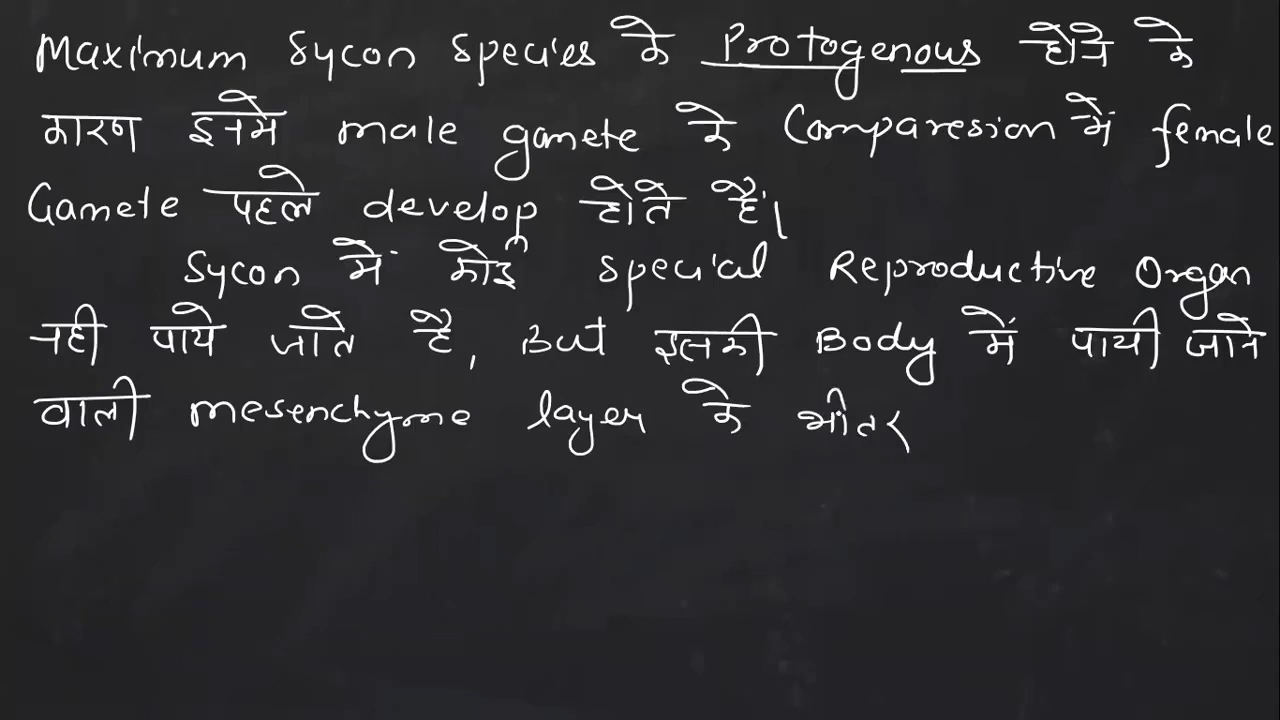 Maximum Sycon Species के Protogenous होने के
कारण इनमे male gamete के Comparesion में female
Gamete पहले develop होते हैं।
Sycon में कोई special Reproductive Organ
नही पाये जाते है, But इसकी Body में पायी जाने
वाली mesenchyme layer के भीतर